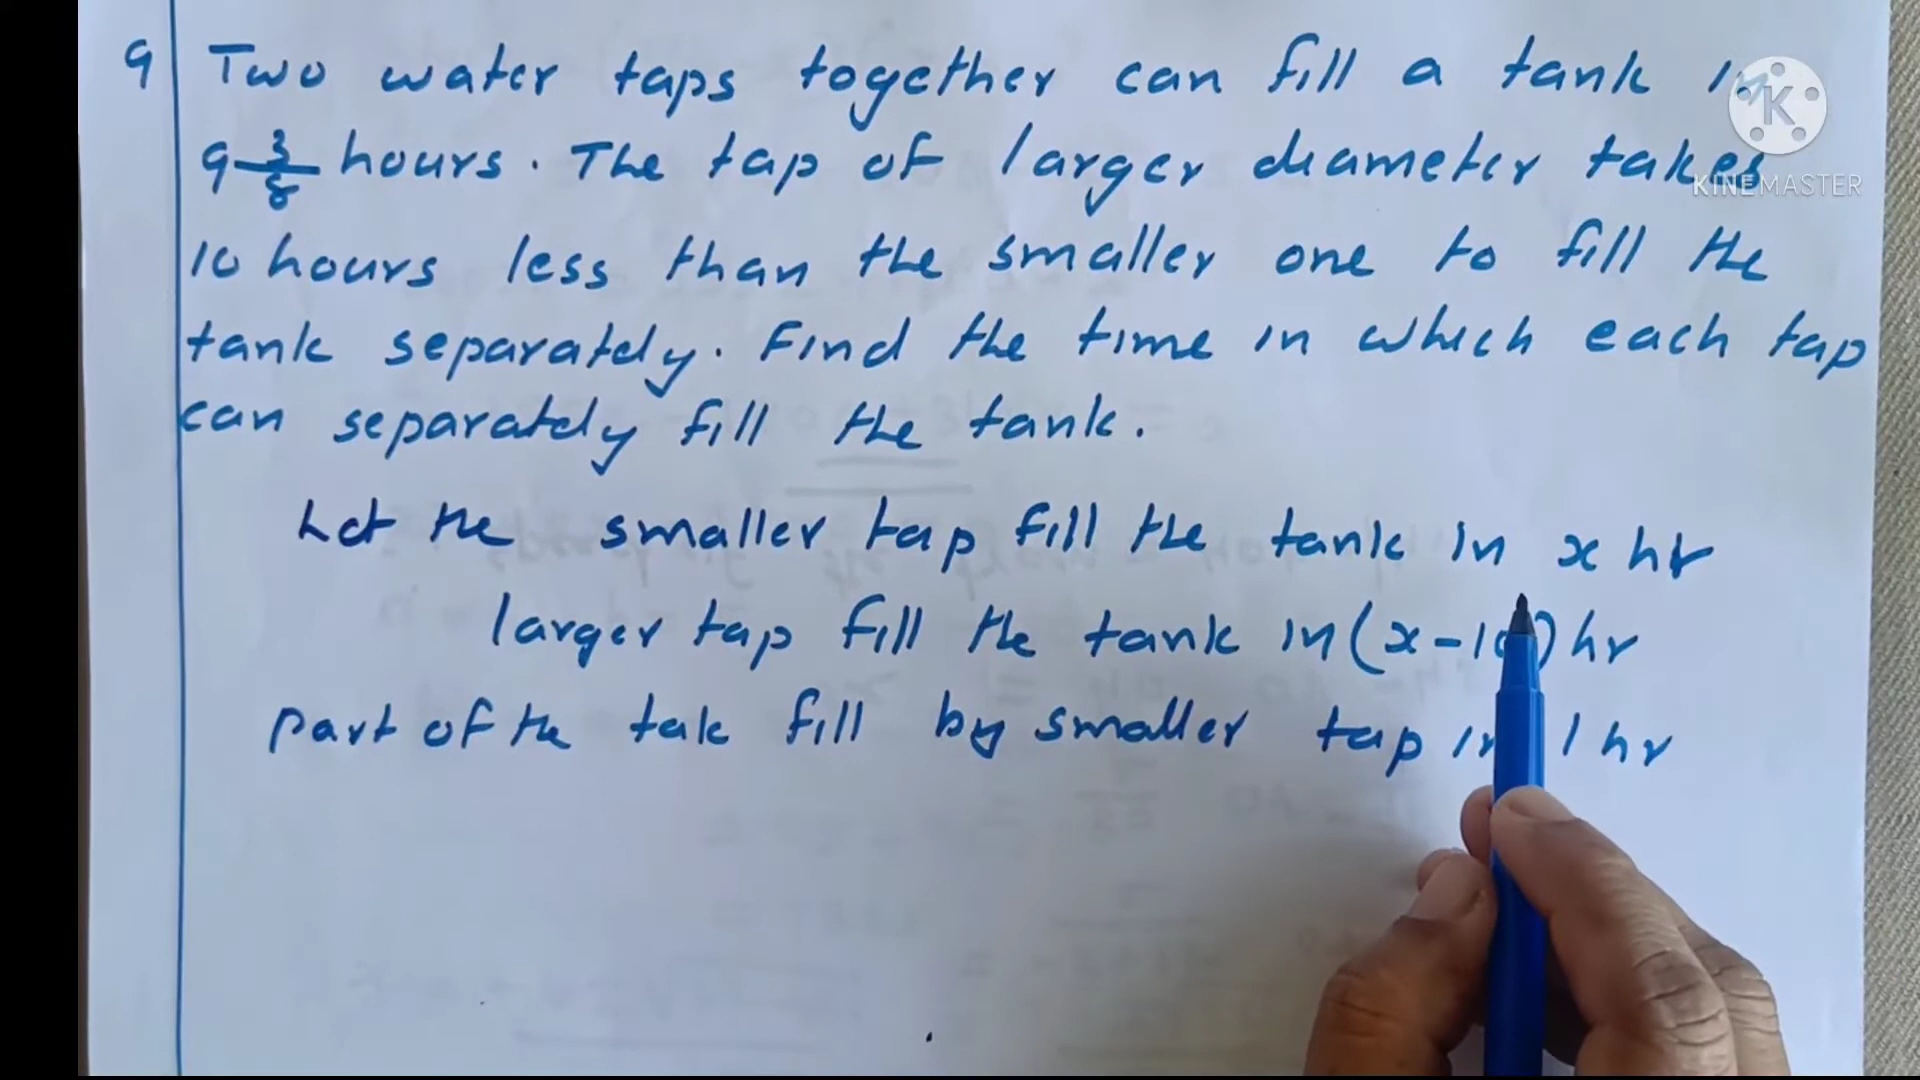 9 Two water taps together can fill a tank in
9 3/8 hours. The tap of larger diameter takes
10 hours less than the smaller one to fill the
tank separately. Find the time in which each tap
can separately fill the tank.
Let the smaller tap fill the tank in x hr
larger tap fill the tank in (x-10) hr
part of the tak fill by smaller tap in 1 hr
K
KINEMASTER